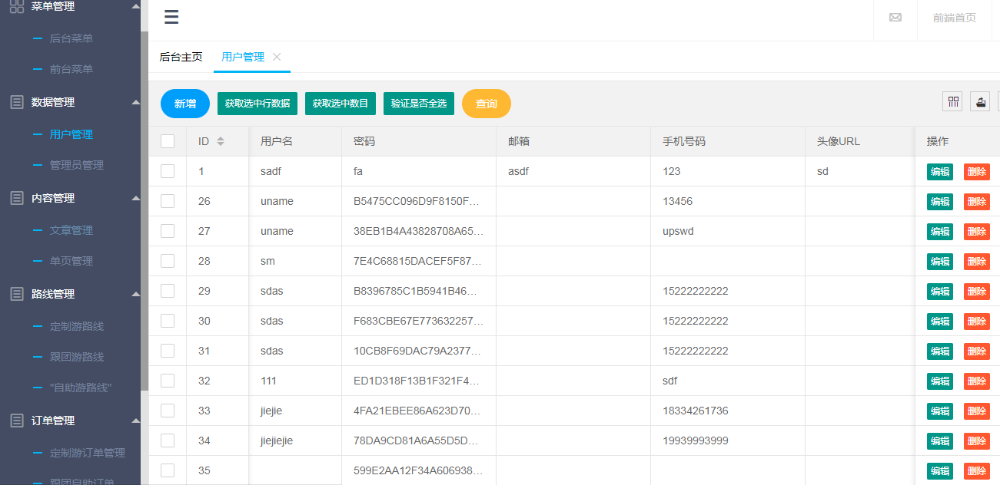 菜单管理
后台菜单
前台菜单
数据管理
用户管理
管理员管理
内容管理
文章管理
单页管理
路线管理
定制游路线
跟团游路线
"自助游路线"
订单管理
定制游订单管理
跟团自助订单
前端首页
后台主页 用户管理
新增 获取选中行数据 获取选中数目 验证是否全选 查询
ID 用户名 密码 邮箱 手机号码 头像URL 操作
1 sadf fa asdf 123 sd 编辑 删除
26 uname B5475CC096D9F8150F… 13456 编辑 删除
27 uname 38EB1B4A43828708A65… upswd 编辑 删除
28 sm 7E4C68815DACEF5F87… 编辑 删除
29 sdas B8396785C1B5941B46… 15222222222 编辑 删除
30 sdas F683CBE67E773632257… 15222222222 编辑 删除
31 sdas 10CB8F69DAC79A2377… 15222222222 编辑 删除
32 111 ED1D318F13B1F321F4… sdf 编辑 删除
33 jiejie 4FA21EBEE86A623D70… 18334261736 编辑 删除
34 jiejiejie 78DA9CD81A6A55D5D… 19939993999 编辑 删除
35 599E2AA12F34A606938… 编辑 删除